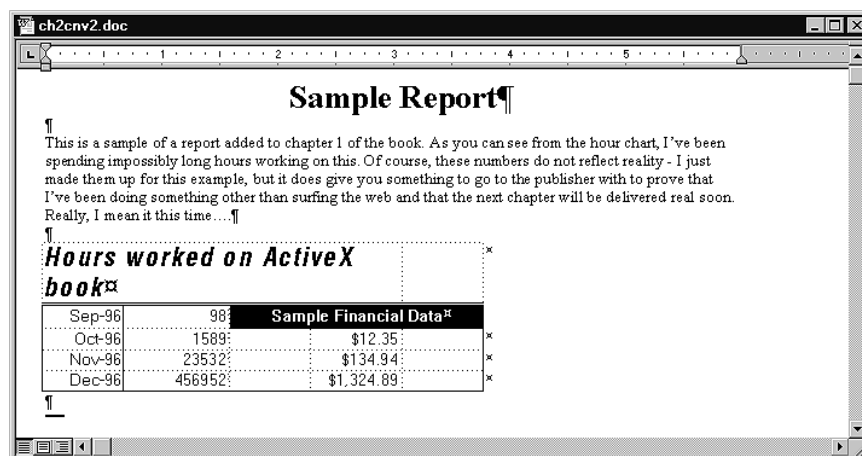 ch2cnv2.doc
1 2 3 4 5
Sample Report¶
¶
This is a sample of a report added to chapter 1 of the book. As you can see from the hour chart, I've been
spending impossibly long hours working on this. Of course, these numbers do not reflect reality - I just
made them up for this example, but it does give you something to go to the publisher with to prove that
I've been doing something other than surfing the web and that the next chapter will be delivered real soon.
Really, I mean it this time….¶
¶
Hours worked on ActiveX
book¤ ¤
Sep-96 98 Sample Financial Data¤
Oct-96 1589 $12.35 ¤
Nov-96 23532 $134.94 ¤
Dec-96 456952 $1,324.89 ¤
¶